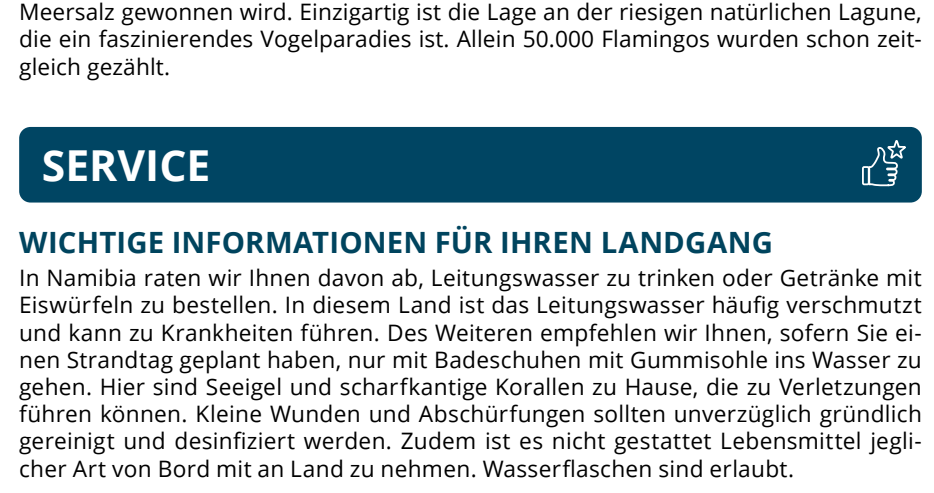 Meersalz gewonnen wird. Einzigartig ist die Lage an der riesigen natürlichen Lagune,
die ein faszinierendes Vogelparadies ist. Allein 50.000 Flamingos wurden schon zeit-
gleich gezählt.
SERVICE
WICHTIGE INFORMATIONEN FÜR IHREN LANDGANG
In Namibia raten wir Ihnen davon ab, Leitungswasser zu trinken oder Getränke mit
Eiswürfeln zu bestellen. In diesem Land ist das Leitungswasser häufig verschmutzt
und kann zu Krankheiten führen. Des Weiteren empfehlen wir Ihnen, sofern Sie ei-
nen Strandtag geplant haben, nur mit Badeschuhen mit Gummisohle ins Wasser zu
gehen. Hier sind Seeigel und scharfkantige Korallen zu Hause, die zu Verletzungen
führen können. Kleine Wunden und Abschürfungen sollten unverzüglich gründlich
gereinigt und desinfiziert werden. Zudem ist es nicht gestattet Lebensmittel jegli-
cher Art von Bord mit an Land zu nehmen. Wasserflaschen sind erlaubt.